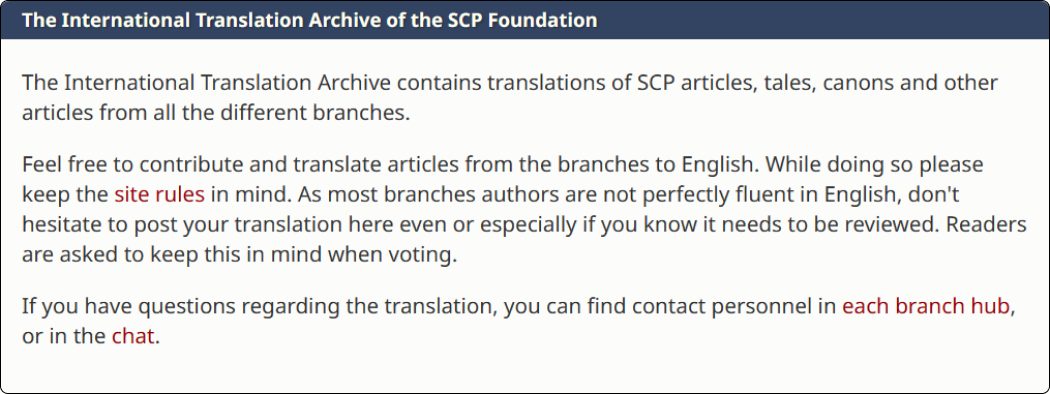 The International Translation Archive of the SCP Foundation
The International Translation Archive contains translations of SCP articles, tales, canons and other
articles from all the different branches.
Feel free to contribute and translate articles from the branches to English. While doing so please
keep the site rules in mind. As most branches authors are not perfectly fluent in English, don't
hesitate to post your translation here even or especially if you know it needs to be reviewed. Readers
are asked to keep this in mind when voting.
If you have questions regarding the translation, you can find contact personnel in each branch hub,
or in the chat.